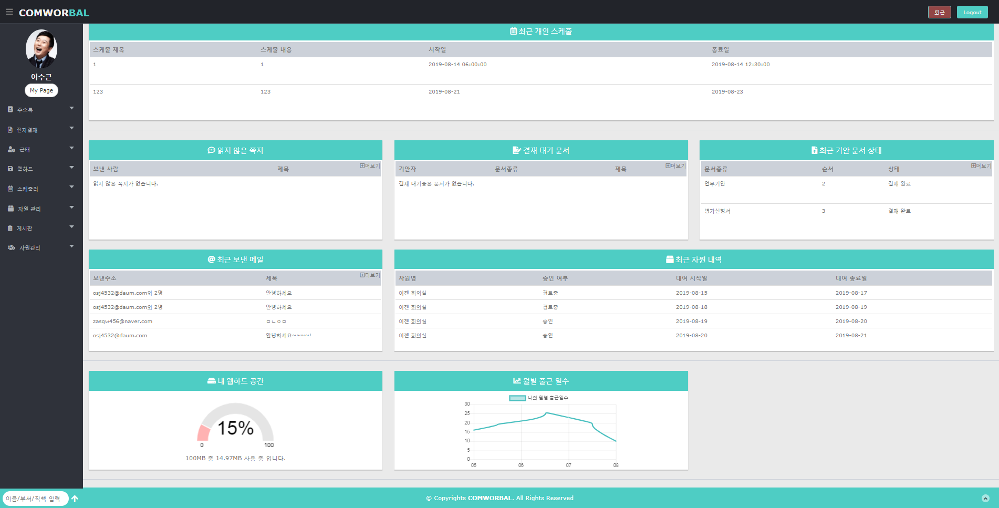 COMWORBAL
퇴근
Logout
이수근
My Page
주소록
전자결재
근태
웹하드
스케줄러
자원 관리
게시판
사원관리
최근 개인 스케줄
스케줄 제목 스케줄 내용 시작일 종료일
1 1 2019-08-14 06:00:00 2019-08-14 12:30:00
123 123 2019-08-21 2019-08-23
읽지 않은 쪽지
보낸 사람 제목 더보기
읽지 않은 쪽지가 없습니다.
결재 대기 문서
기안자 문서종류 제목 더보기
결재 대기중은 문서가 없습니다.
최근 기안 문서 상태
문서종류 순서 상태 더보기
업무기안 2 결재 완료
병가신청서 3 결재 완료
최근 보낸 메일
보낸주소 제목 더보기
osj4532@daum.com외 2명 안녕하세요
osj4532@daum.com외 2명 안녕하세요
zasqw456@naver.com ㅁㄴㅇㅁ
osj4532@daum.com 안녕하세요~~~~!
최근 자원 내역
자원명 승인 여부 대여 시작일 대여 종료일
이젠 회의실 검토중 2019-08-15 2019-08-17
이젠 회의실 검토중 2019-08-18 2019-08-19
이젠 회의실 승인 2019-08-19 2019-08-20
이젠 회의실 승인 2019-08-20 2019-08-21
내 웹하드 공간
15%
0 100
100MB 중 14.97MB 사용 중 입니다.
월별 출근 일수
나의 월별 출근일수
30
25
20
15
10
5
0
05 06 07 08
이름/부서/직책 입력
© Copyrights COMWORBAL. All Rights Reserved